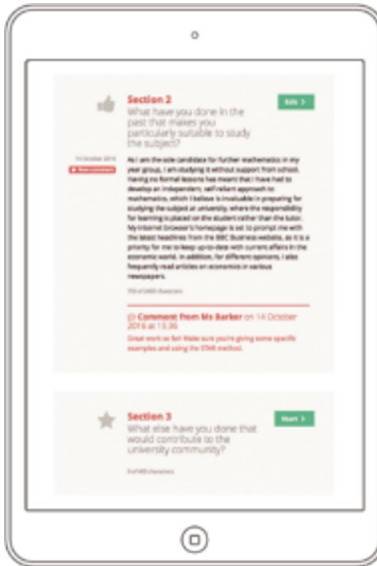 Section 2
Edit >
What have you done in the
past that makes you
particularly suitable to study
the subject?
14 October 2016
New comment
As I am the sole candidate for further mathematics in my
year group, I am studying it without support from school.
Having no formal lessons has meant that I have had to
develop an independent, self reliant approach to
mathematics, which I believe is invaluable in preparing for
studying the subject at university, where the responsibility
for learning is placed on the student rather than the tutor.
My internet browser's homepage is set to prompt me with
the latest headlines from the BBC Business website, as it is a
priority for me to keep up-to-date with current affairs in the
economic world. In addition, for different opinions, I also
frequently read articles on economics in various
newspapers.
characters
Comment from Ms Barker on 14 October
2016 at 15:36
Great work so far! Make sure you're giving some specific
examples and using the STAR method.
Section 3
Start >
What else have you done that
would contribute to the
university community?
characters